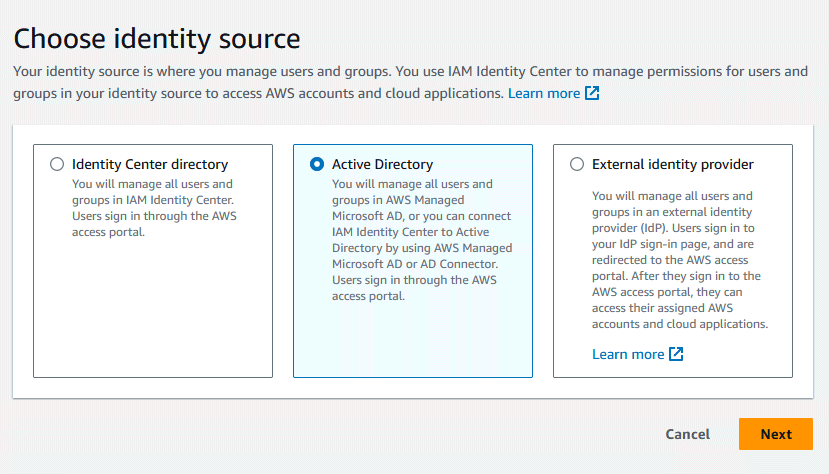 Choose identity source
Your identity source is where you manage users and groups. You use IAM Identity Center to manage permissions for users and
groups in your identity source to access AWS accounts and cloud applications. Learn more
Identity Center directory
You will manage all users and
groups in IAM Identity Center.
Users sign in through the AWS
access portal.
Active Directory
You will manage all users and
groups in AWS Managed
Microsoft AD, or you can connect
IAM Identity Center to Active
Directory by using AWS Managed
Microsoft AD or AD Connector.
Users sign in through the AWS
access portal.
External identity provider
You will manage all users and
groups in an external identity
provider (IdP). Users sign in to
your IdP sign-in page, and are
redirected to the AWS access
portal. After they sign in to the
AWS access portal, they can
access their assigned AWS
accounts and cloud applications.
Learn more
Cancel
Next